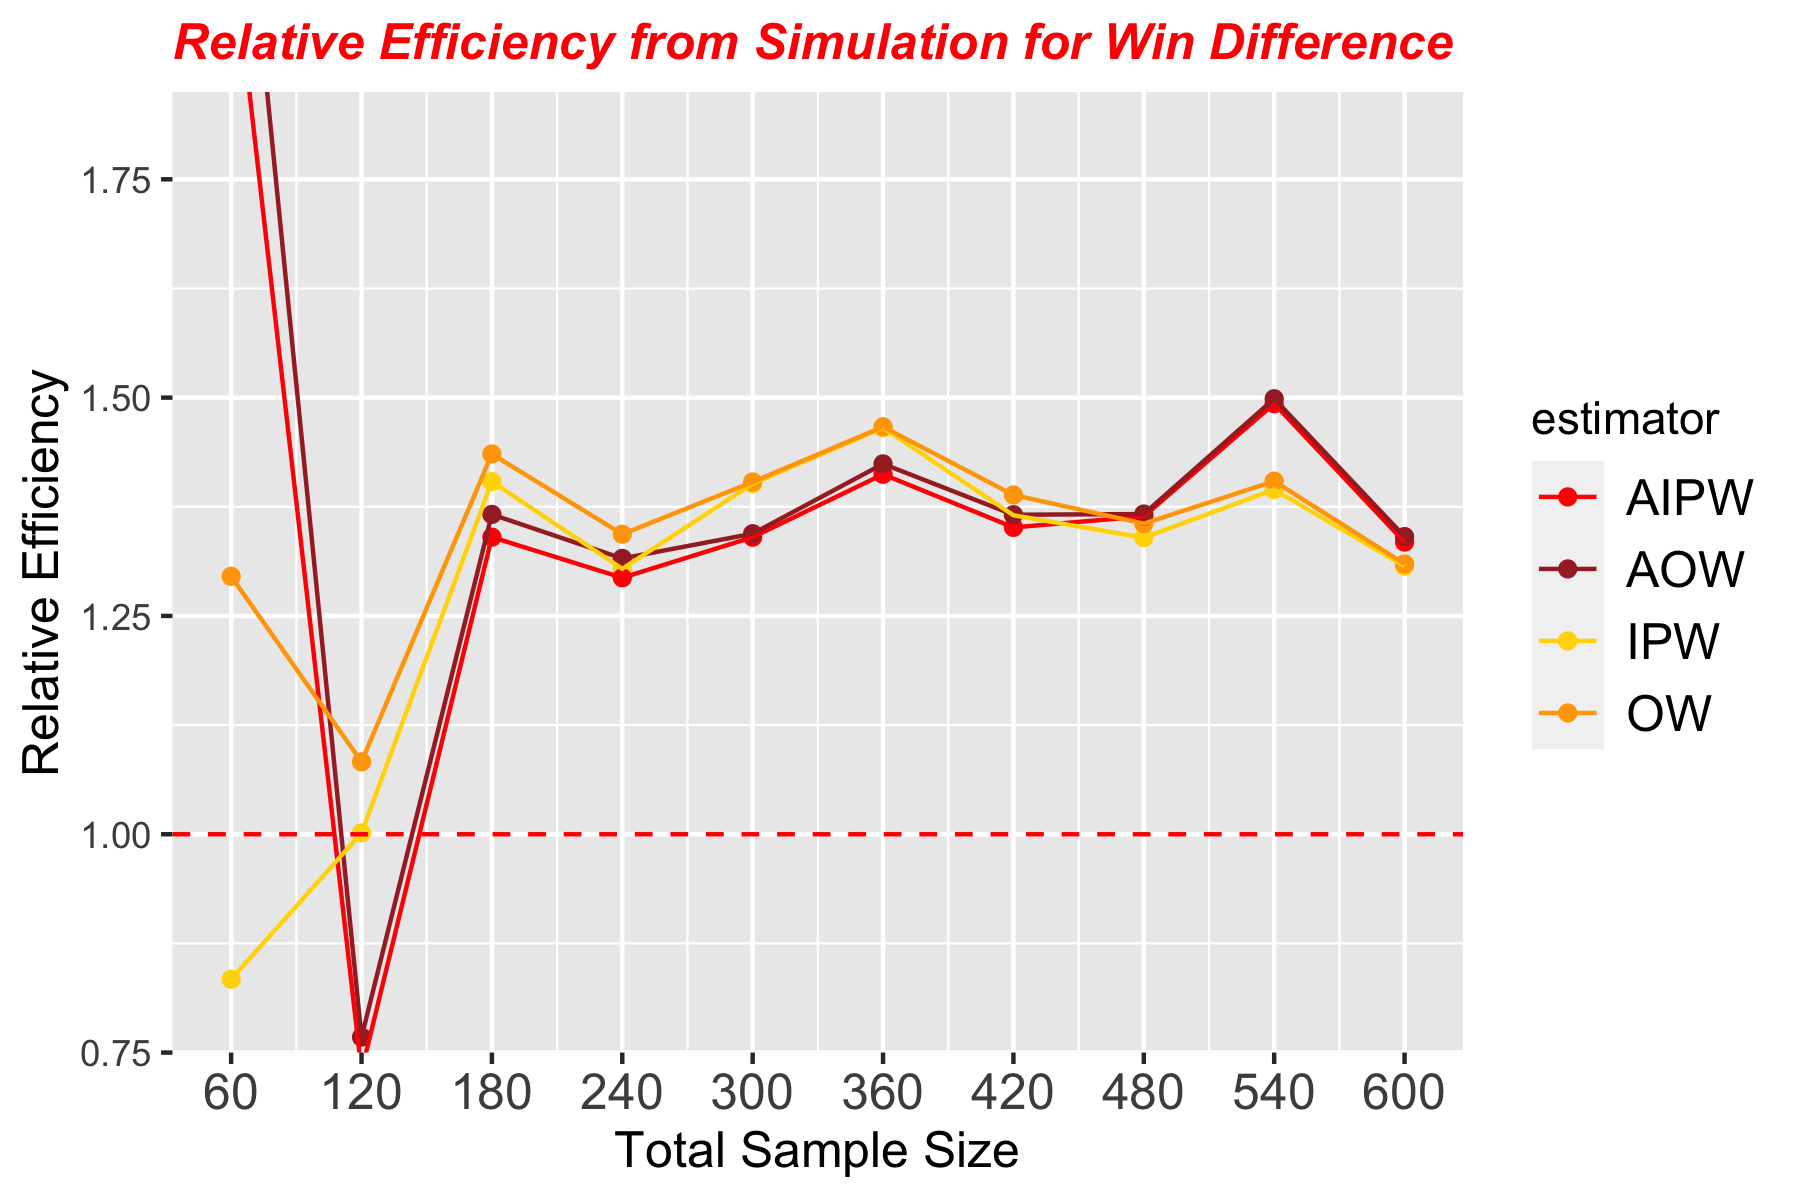 Relative Efficiency from Simulation for Win Difference
Relative Efficiency
1.75
1.50
1.25
1.00
0.75
60 120 180 240 300 360 420 480 540 600
Total Sample Size
estimator
AIPW
AOW
IPW
OW